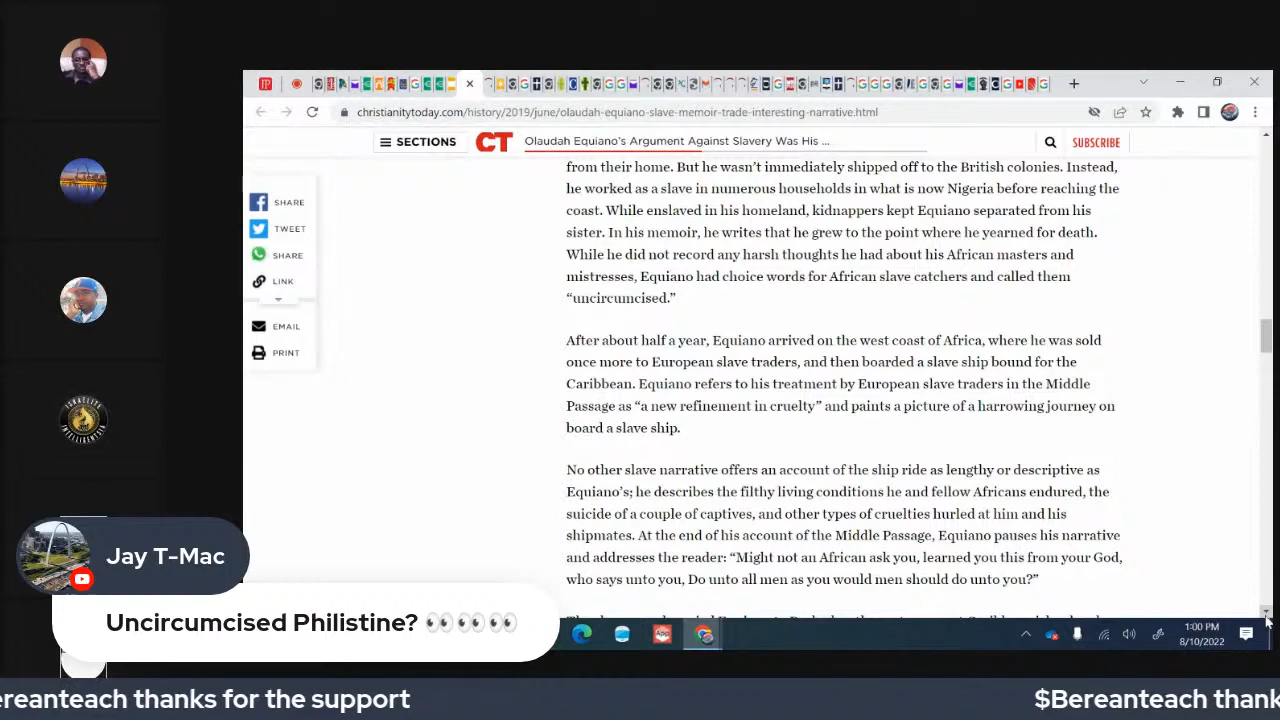 christianitytoday.com/history/2019/june/olaudah-equiano-slave-memoir-trade-interesting-narrative.html
SECTIONS
CT
Olaudah Equiano's Argument Against Slavery Was His ...
SUBSCRIBE
SHARE
TWEET
SHARE
LINK
EMAIL
PRINT
from their home. But he wasn't immediately shipped off to the British colonies. Instead,
he worked as a slave in numerous households in what is now Nigeria before reaching the
coast. While enslaved in his homeland, kidnappers kept Equiano separated from his
sister. In his memoir, he writes that he grew to the point where he yearned for death.
While he did not record any harsh thoughts he had about his African masters and
mistresses, Equiano had choice words for African slave catchers and called them
“uncircumcised.”
After about half a year, Equiano arrived on the west coast of Africa, where he was sold
once more to European slave traders, and then boarded a slave ship bound for the
Caribbean. Equiano refers to his treatment by European slave traders in the Middle
Passage as “a new refinement in cruelty” and paints a picture of a harrowing journey on
board a slave ship.
No other slave narrative offers an account of the ship ride as lengthy or descriptive as
Equiano's; he describes the filthy living conditions he and fellow Africans endured, the
suicide of a couple of captives, and other types of cruelties hurled at him and his
shipmates. At the end of his account of the Middle Passage, Equiano pauses his narrative
and addresses the reader: “Might not an African ask you, learned you this from your God,
who says unto you, Do unto all men as you would men should do unto you?”
ISRAELITE
INTELLIGENTSIA
Jay T-Mac
Uncircumcised Philistine? 👀👀👀👀
App
1:00 PM
8/10/2022
ereanteach thanks for the support
$Bereanteach thank